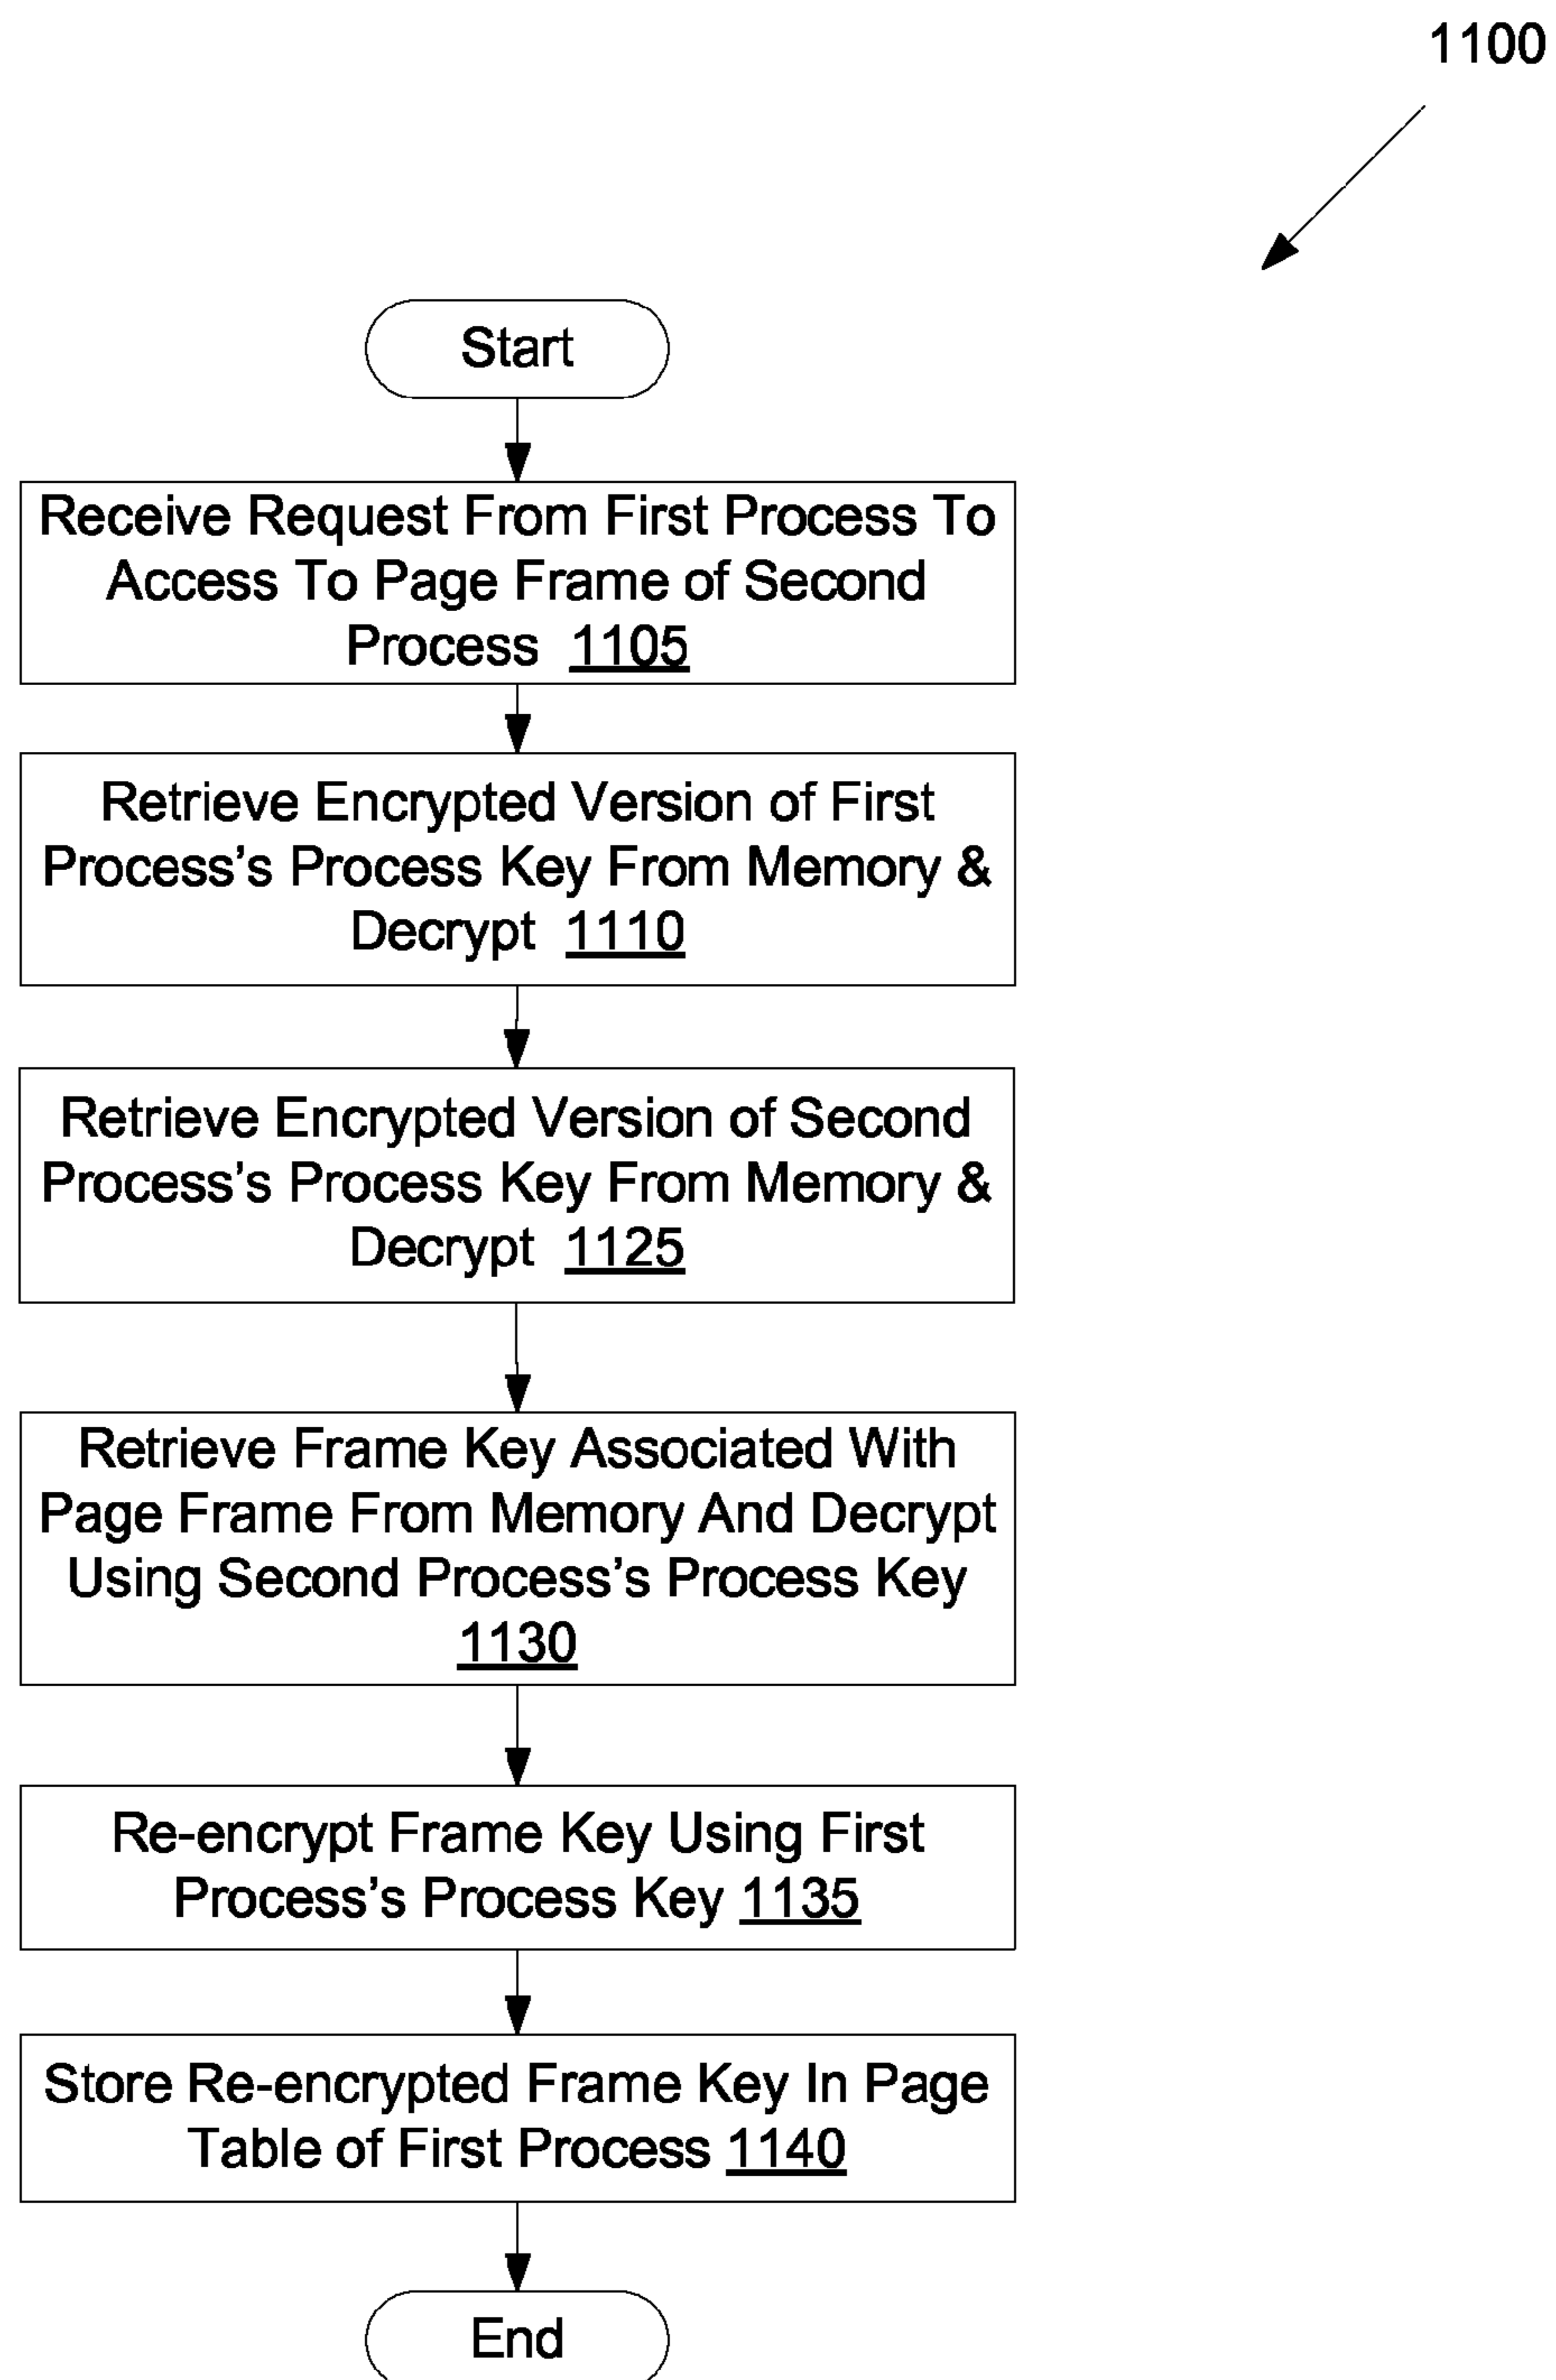 1100
Start
Receive Request From First Process To
Access To Page Frame of Second
Process 1105
Retrieve Encrypted Version of First
Process's Process Key From Memory &
Decrypt 1110
Retrieve Encrypted Version of Second
Process's Process Key From Memory &
Decrypt 1125
Retrieve Frame Key Associated With
Page Frame From Memory And Decrypt
Using Second Process's Process Key
1130
Re-encrypt Frame Key Using First
Process's Process Key 1135
Store Re-encrypted Frame Key In Page
Table of First Process 1140
End